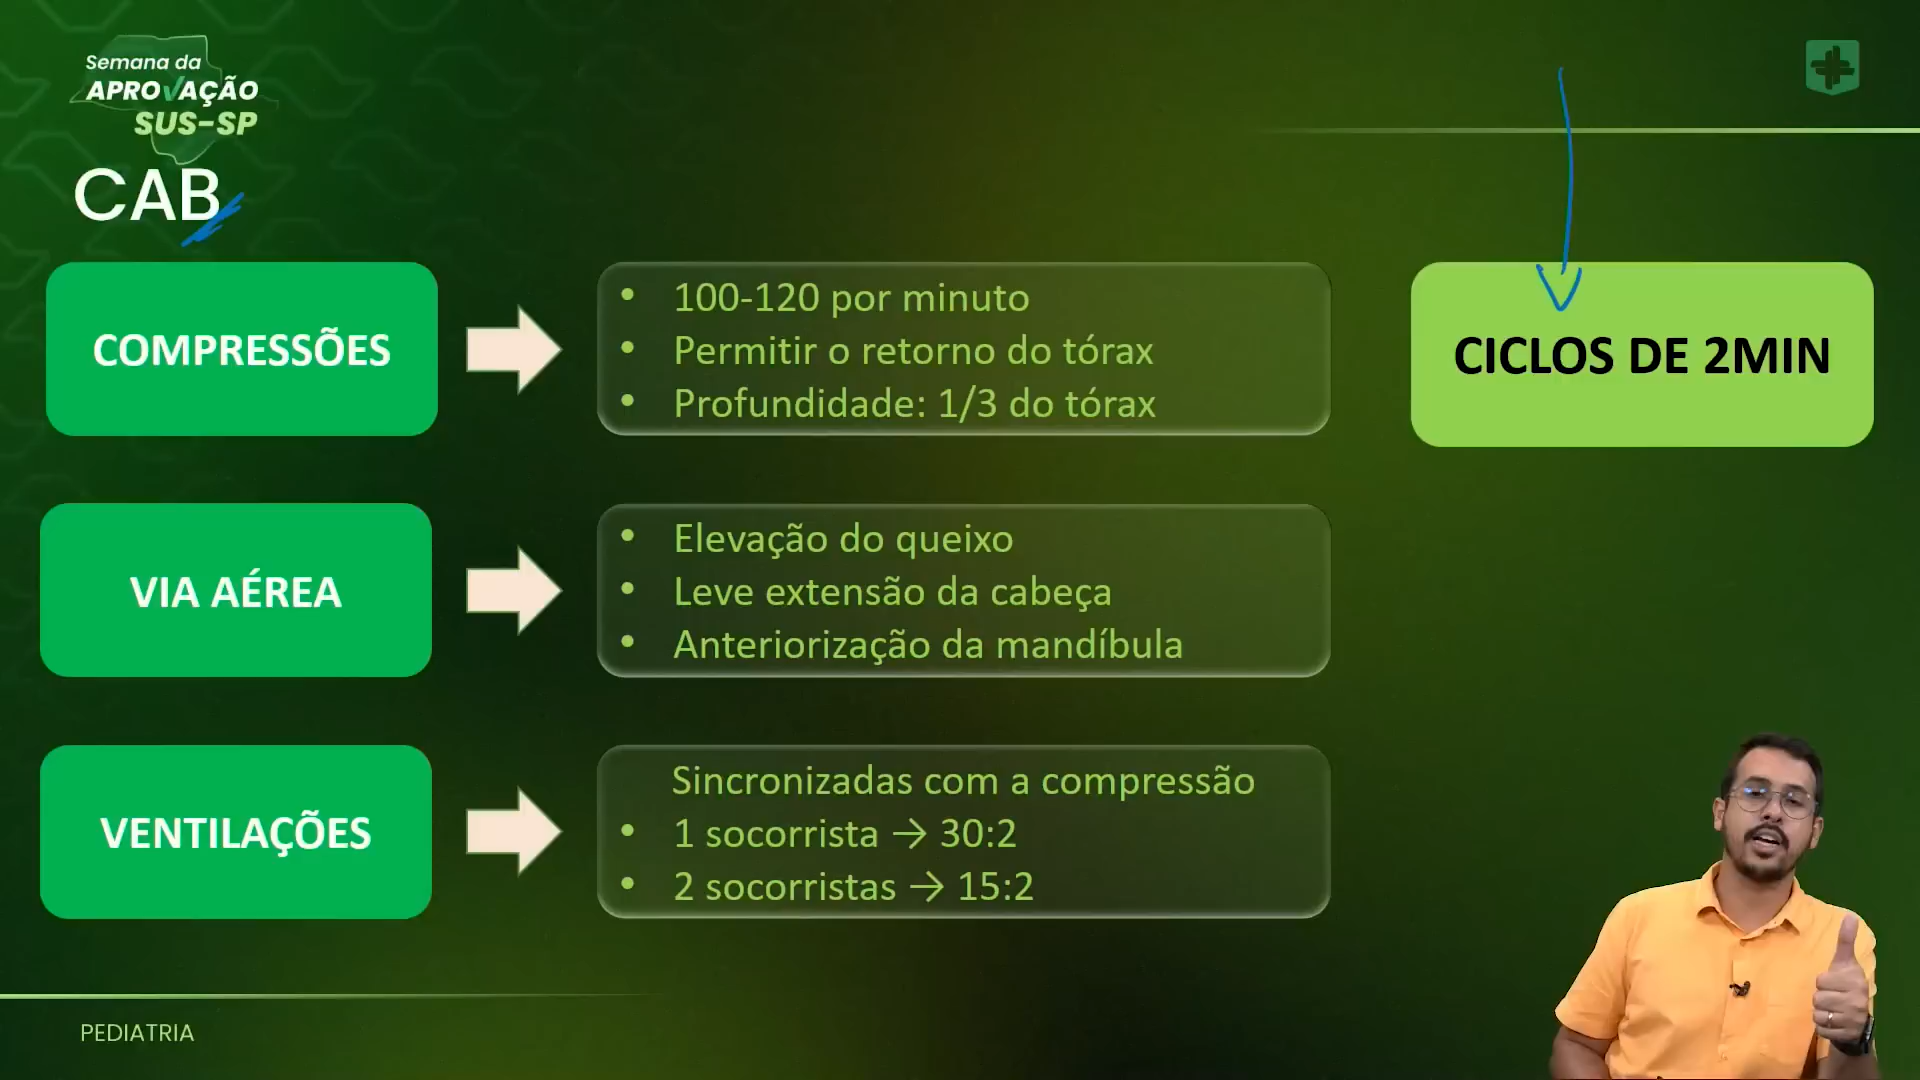 Semana da
APROVAÇÃO
SUS-SP
CAB
COMPRESSÕES
• 100-120 por minuto
• Permitir o retorno do tórax
• Profundidade: 1/3 do tórax
CICLOS DE 2MIN
VIA AÉREA
• Elevação do queixo
• Leve extensão da cabeça
• Anteriorização da mandíbula
VENTILAÇÕES
Sincronizadas com a compressão
• 1 socorrista → 30:2
• 2 socorristas → 15:2
PEDIATRIA